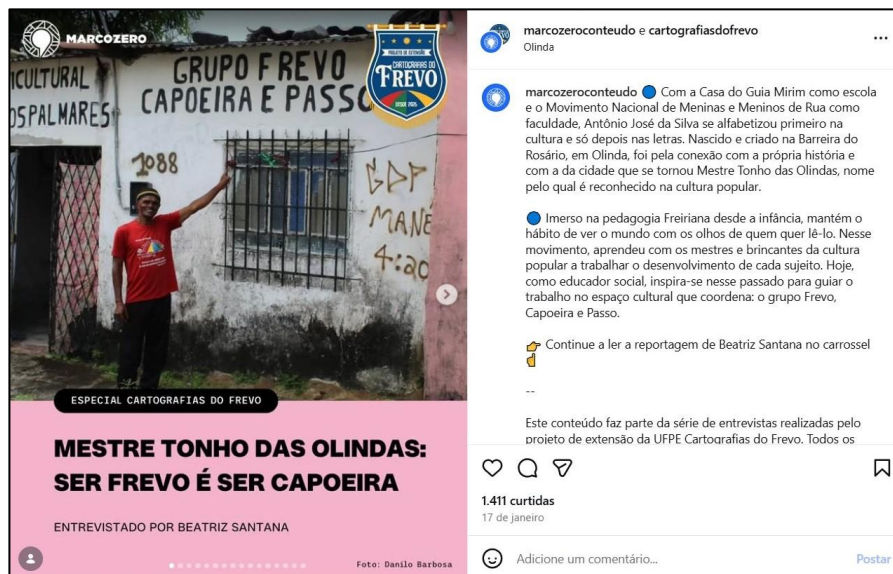 MARCOZERO
PROJETO DE EXTENSÃO
CARTOGRAFIAS DO
FREVO
DESDE 2015
ICULTURAL
OS PALMARES
GRUPO FREVO
CAPOEIRA E PASSO
1088
GDF
MANÉ
4:20
ESPECIAL CARTOGRAFIAS DO FREVO
MESTRE TONHO DAS OLINDAS:
SER FREVO É SER CAPOEIRA
ENTREVISTADO POR BEATRIZ SANTANA
Foto: Danilo Barbosa
marcozeroconteudo e cartografiasdofrevo
Olinda
marcozeroconteudo 🔵 Com a Casa do Guia Mirim como escola
e o Movimento Nacional de Meninas e Meninos de Rua como
faculdade, Antônio José da Silva se alfabetizou primeiro na
cultura e só depois nas letras. Nascido e criado na Barreira do
Rosário, em Olinda, foi pela conexão com a própria história e
com a da cidade que se tornou Mestre Tonho das Olindas, nome
pelo qual é reconhecido na cultura popular.
🔵 Imerso na pedagogia Freiriana desde a infância, mantém o
hábito de ver o mundo com os olhos de quem quer lê-lo. Nesse
movimento, aprendeu com os mestres e brincantes da cultura
popular a trabalhar o desenvolvimento de cada sujeito. Hoje,
como educador social, inspira-se nesse passado para guiar o
trabalho no espaço cultural que coordena: o grupo Frevo,
Capoeira e Passo.
👉 Continue a ler a reportagem de Beatriz Santana no carrossel
☝️
--
Este conteúdo faz parte da série de entrevistas realizadas pelo
projeto de extensão da UFPE Cartografias do Frevo. Todos os
1.411 curtidas
17 de janeiro
Adicione um comentário...
Postar